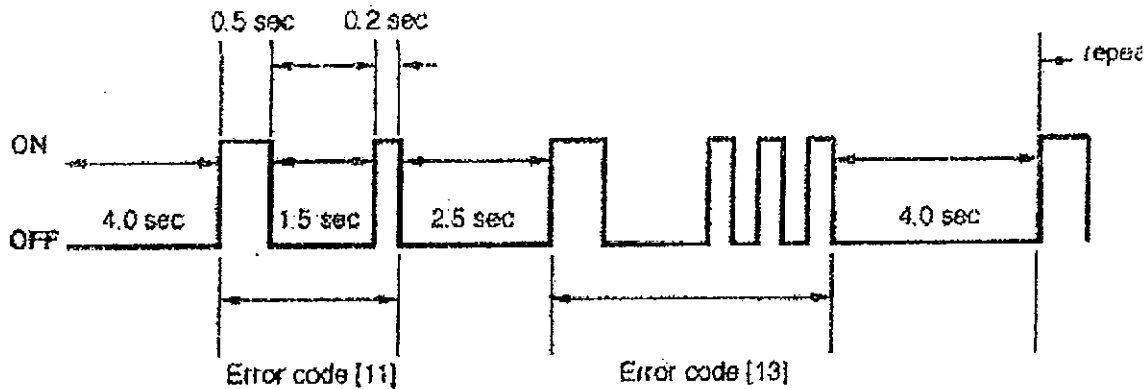 0.5 sec 0.2 sec
repea
ON
4.0 sec 1.5 sec 2.5 sec 4.0 sec
OFF
Error code [11] Error code [13]